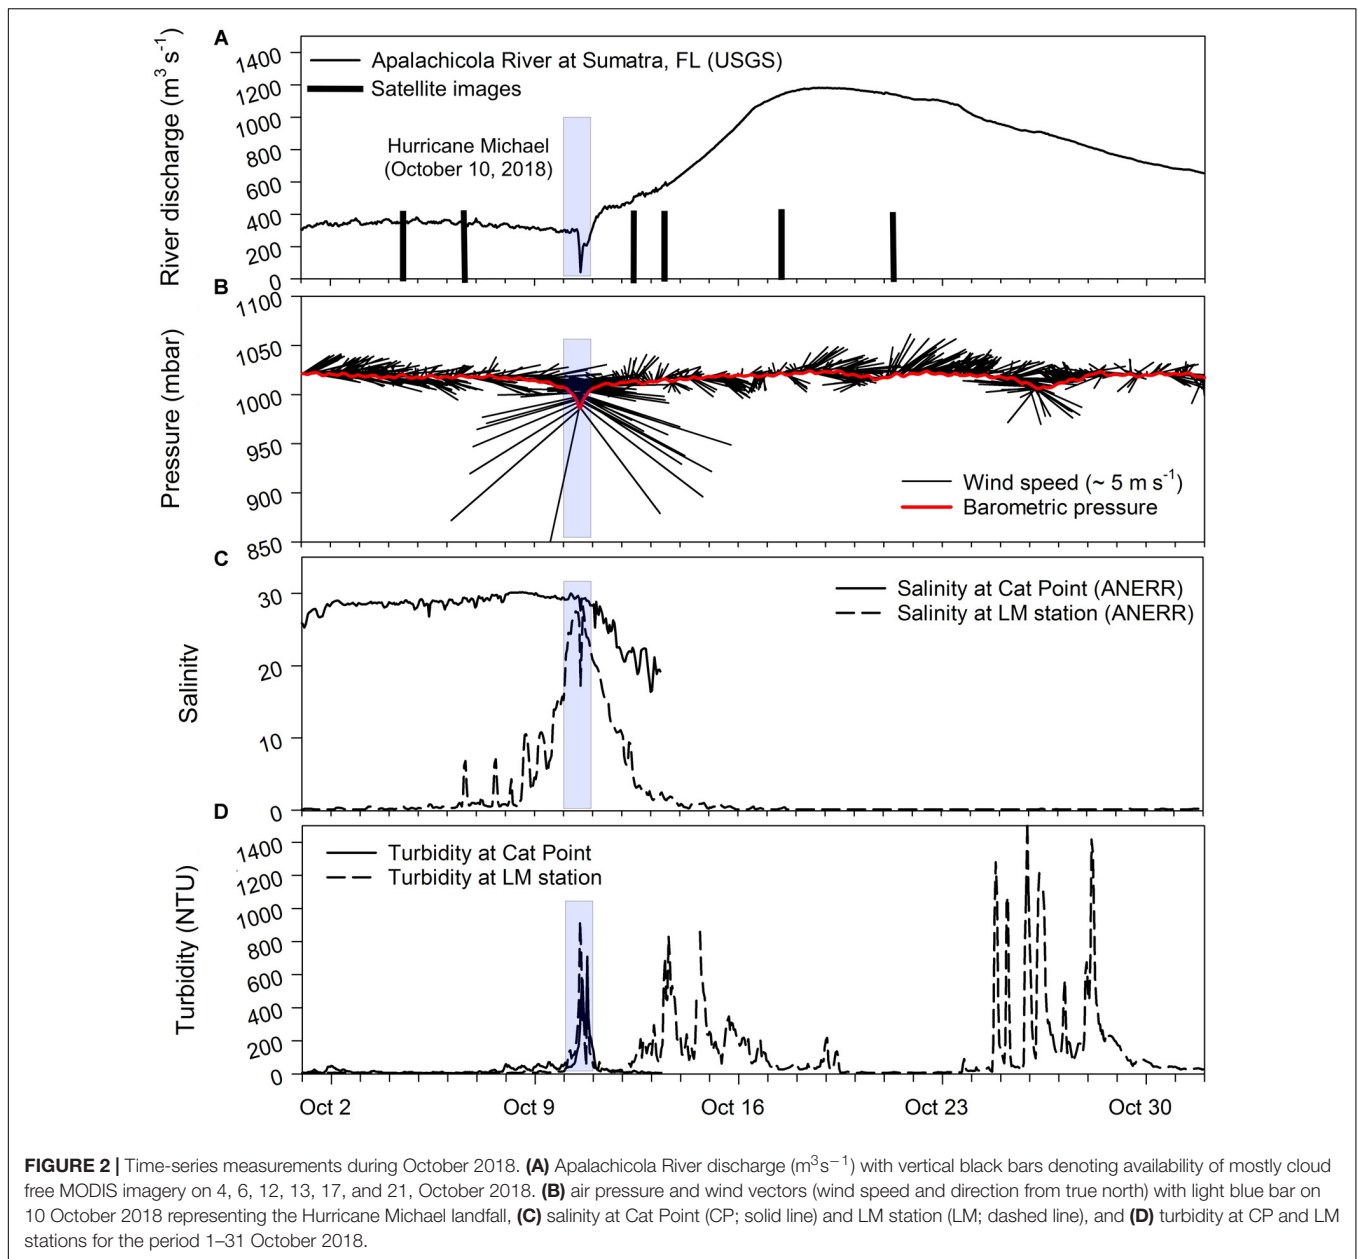 A
River discharge (m³ s⁻¹)
1400
1200
1000
800
600
400
200
0
Apalachicola River at Sumatra, FL (USGS)
Satellite images
Hurricane Michael
(October 10, 2018)
B
Pressure (mbar)
1100
1050
1000
950
900
850
Wind speed (~ 5 m s⁻¹)
Barometric pressure
C
Salinity
30
20
10
0
Salinity at Cat Point (ANERR)
Salinity at LM station (ANERR)
D
Turbidity (NTU)
1400
1200
1000
800
600
400
200
0
Turbidity at Cat Point
Turbidity at LM station
Oct 2 Oct 9 Oct 16 Oct 23 Oct 30
FIGURE 2 | Time-series measurements during October 2018. (A) Apalachicola River discharge (m³s⁻¹) with vertical black bars denoting availability of mostly cloud
free MODIS imagery on 4, 6, 12, 13, 17, and 21, October 2018. (B) air pressure and wind vectors (wind speed and direction from true north) with light blue bar on
10 October 2018 representing the Hurricane Michael landfall, (C) salinity at Cat Point (CP; solid line) and LM station (LM; dashed line), and (D) turbidity at CP and LM
stations for the period 1–31 October 2018.